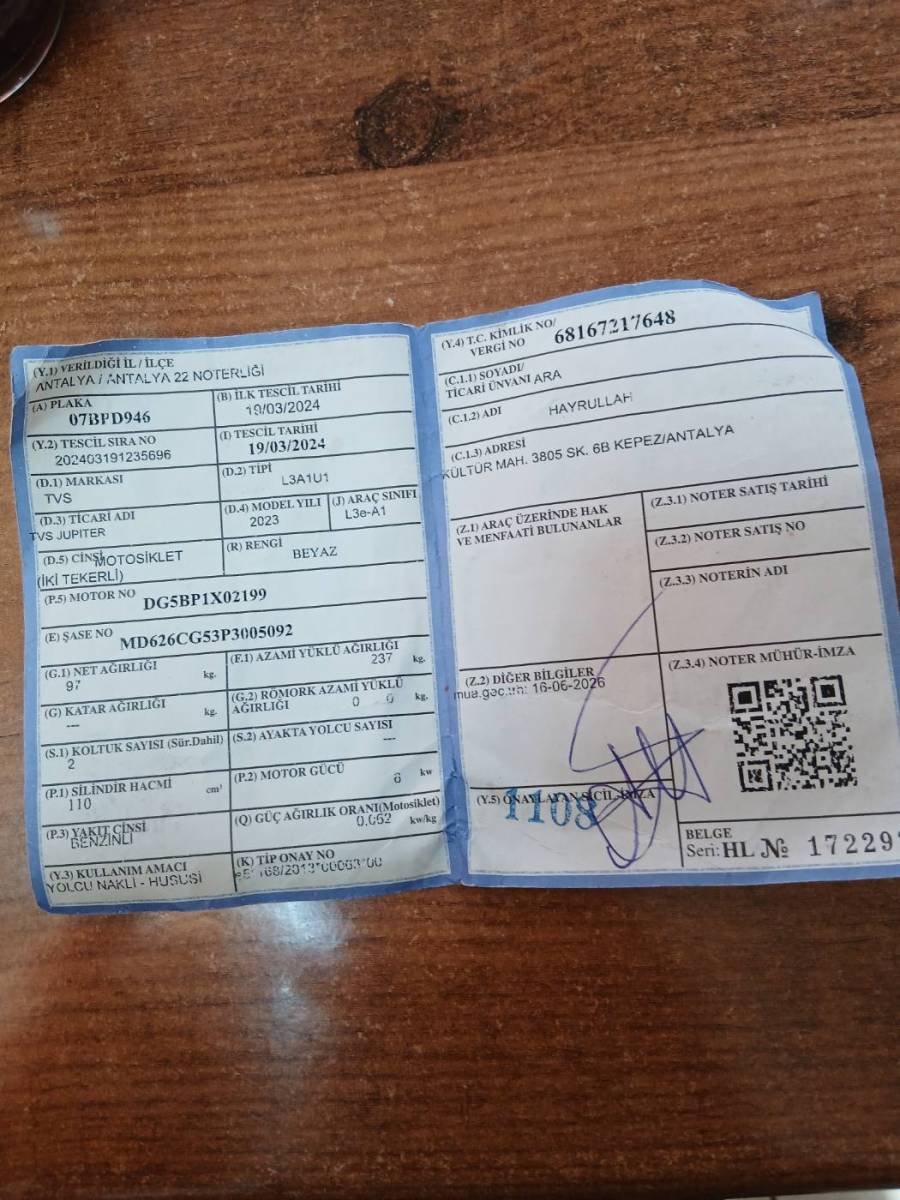 (Y.1) VERİLDİĞİ İL / İLÇE
ANTALYA / ANTALYA 22 NOTERLİĞİ
(A) PLAKA
07BPD946
(B) İLK TESCİL TARİHİ
19/03/2024
(Y.2) TESCİL SIRA NO
202403191235696
(I) TESCİL TARİHİ
19/03/2024
(D.1) MARKASI
TVS
(D.2) TİPİ
L3A1U1
(D.3) TİCARİ ADI
TVS JUPITER
(D.4) MODEL YILI
2023
(J) ARAÇ SINIFI
L3e-A1
(D.5) CİNSİ
MOTOSİKLET
(İKİ TEKERLİ)
(R) RENGİ
BEYAZ
(P.5) MOTOR NO
DG5BP1X02199
(E) ŞASE NO
MD626CG53P3005092
(G.1) NET AĞIRLIĞI
97 kg.
(F.1) AZAMİ YÜKLÜ AĞIRLIĞI
237 kg.
(G) KATAR AĞIRLIĞI
--- kg.
(G.2) RÖMORK AZAMİ YÜKLÜ
AĞIRLIĞI 0 0 kg.
(S.1) KOLTUK SAYISI (Sür.Dahil)
2
(S.2) AYAKTA YOLCU SAYISI
---
(P.1) SİLİNDİR HACMİ
110 cm³
(P.2) MOTOR GÜCÜ
6 kw
(P.3) YAKIT CİNSİ
BENZİNLİ
(Q) GÜÇ AĞIRLIK ORANI(Motosiklet)
0,062 kw/kg
(Y.3) KULLANIM AMACI
YOLCU NAKLİ - HUSUSİ
(K) TİP ONAY NO
(Y.4) T.C. KİMLİK NO/
VERGİ NO
68167217648
(C.1.1) SOYADI/
TİCARİ ÜNVANI ARA
(C.1.2) ADI
HAYRULLAH
(C.1.3) ADRESİ
KÜLTÜR MAH. 3805 SK. 6B KEPEZ/ANTALYA
(Z.1) ARAÇ ÜZERİNDE HAK
VE MENFAATİ BULUNANLAR
(Z.3.1) NOTER SATIŞ TARİHİ
(Z.3.2) NOTER SATIŞ NO
(Z.3.3) NOTERİN ADI
(Z.2) DİĞER BİLGİLER
16-06-2026
(Z.3.4) NOTER MÜHÜR-İMZA
(Y.5) ONAYLAYAN SİCİL-İMZA
1108
BELGE
Seri: HL № 172292